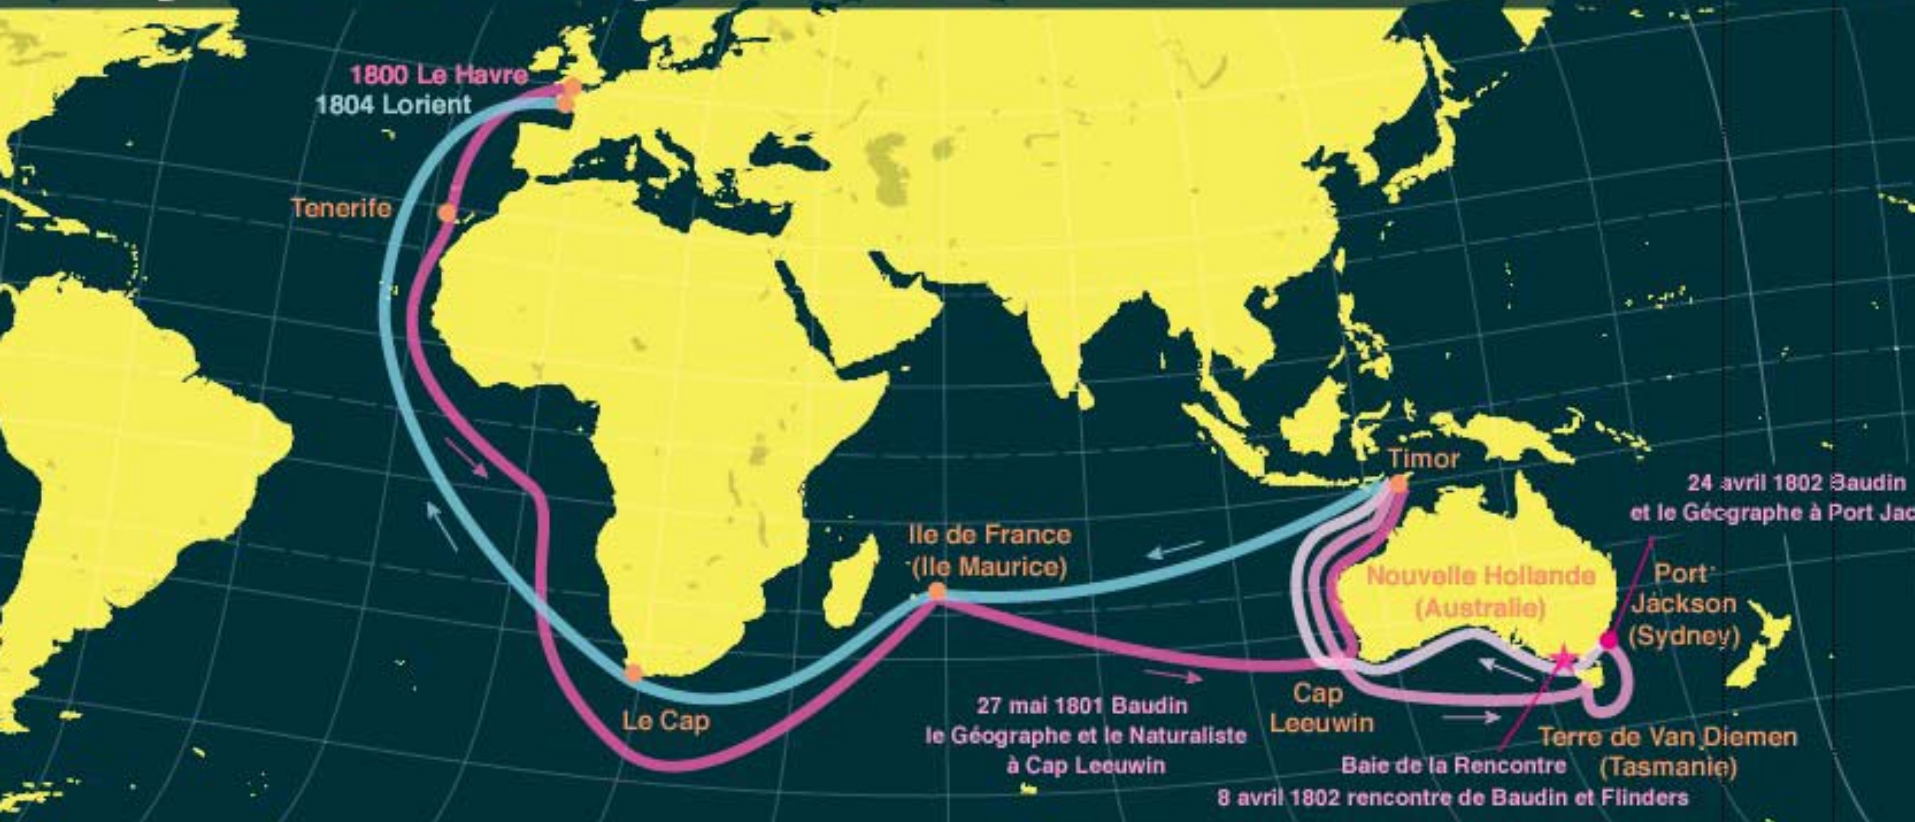 1800 Le Havre
1804 Lorient
Tenerife
Timor
24 avril 1802 Baudin
et le Géographe à Port Jac
Ile de France
(Ile Maurice)
Nouvelle Hollande
(Australie)
Port
Jackson
(Sydney)
Le Cap
27 mai 1801 Baudin
le Géographe et le Naturaliste
à Cap Leeuwin
Cap
Leeuwin
Terre de Van Diemen
(Tasmanie)
Baie de la Rencontre
8 avril 1802 rencontre de Baudin et Flinders